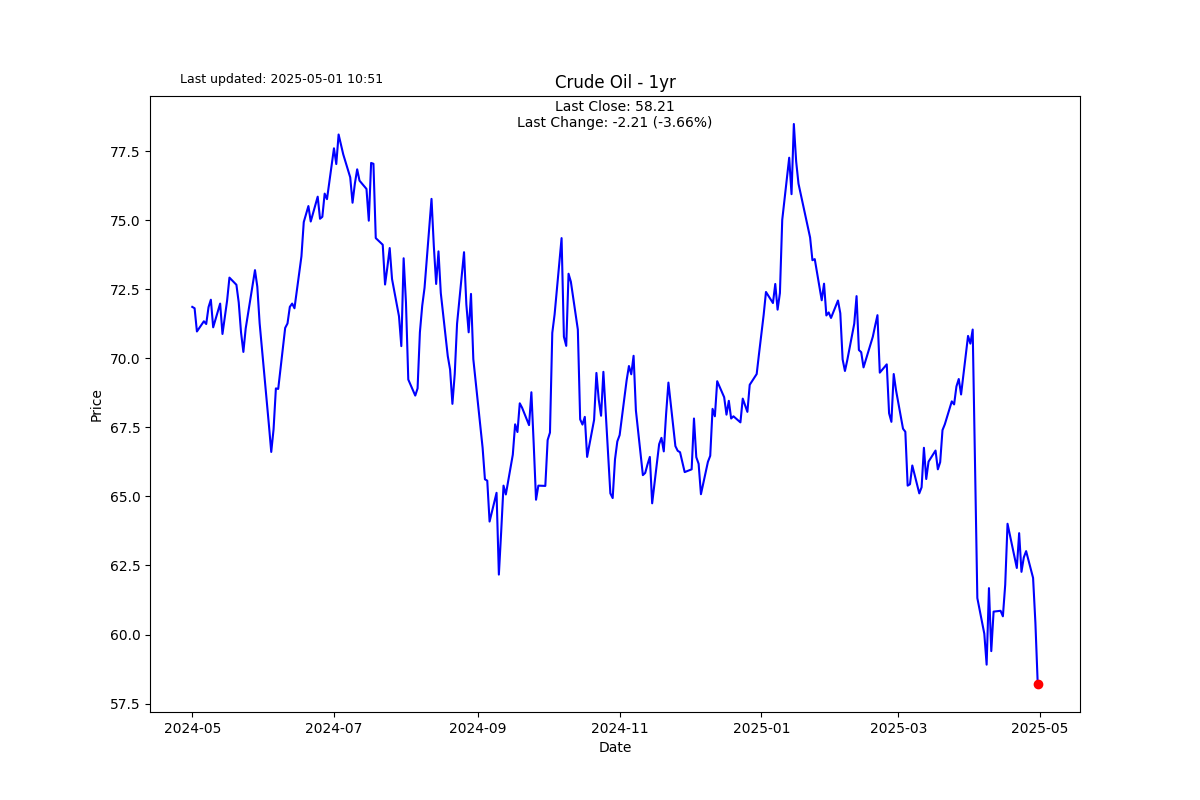 Last updated: 2025-05-01 10:51
Crude Oil - 1yr
Last Close: 58.21
Last Change: -2.21 (-3.66%)
Price
77.5
75.0
72.5
70.0
67.5
65.0
62.5
60.0
57.5
2024-05
2024-07
2024-09
2024-11
2025-01
2025-03
2025-05
Date